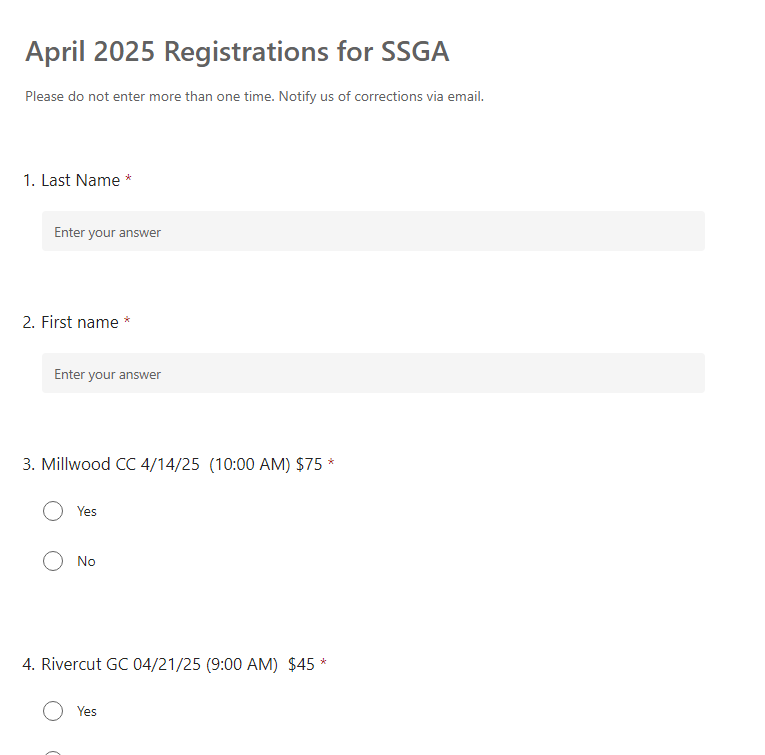 April 2025 Registrations for SSGA
Please do not enter more than one time. Notify us of corrections via email.
1. Last Name *
Enter your answer
2. First name *
Enter your answer
3. Millwood CC 4/14/25  (10:00 AM) $75 *
Yes
No
4. Rivercut GC 04/21/25 (9:00 AM)  $45 *
Yes